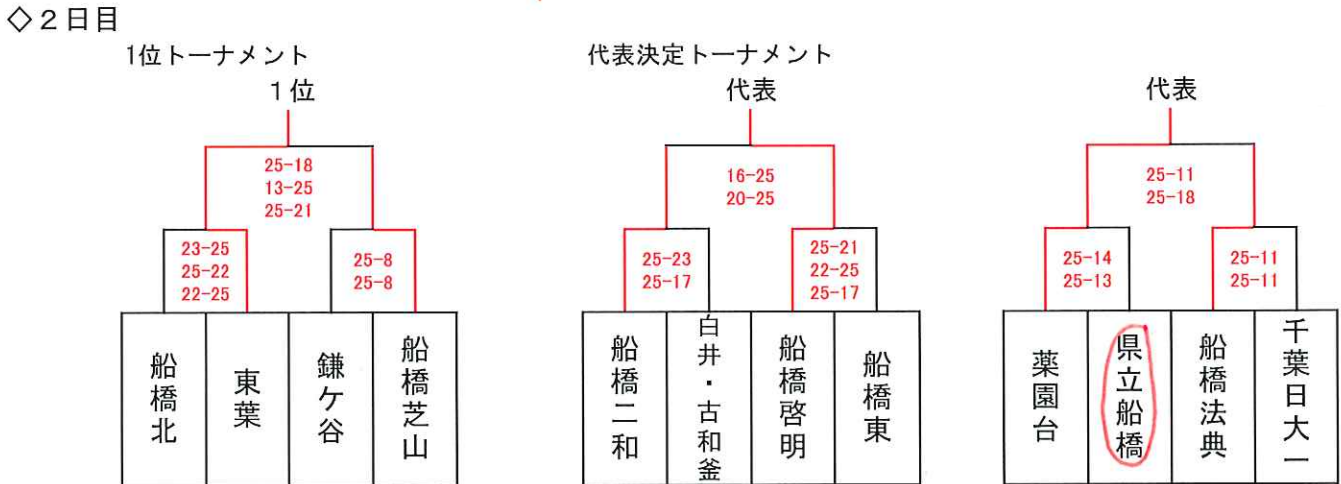 ◇２日目
1位トーナメント
１位
25-18
13-25
25-21
23-25
25-22
22-25
25-8
25-8
船橋北
東葉
鎌ケ谷
船橋芝山
代表決定トーナメント
代表
16-25
20-25
25-23
25-17
25-21
22-25
25-17
船橋二和
白井・古和釜
船橋啓明
船橋東
代表
25-11
25-18
25-14
25-13
25-11
25-11
薬園台
県立船橋
船橋法典
千葉日大一